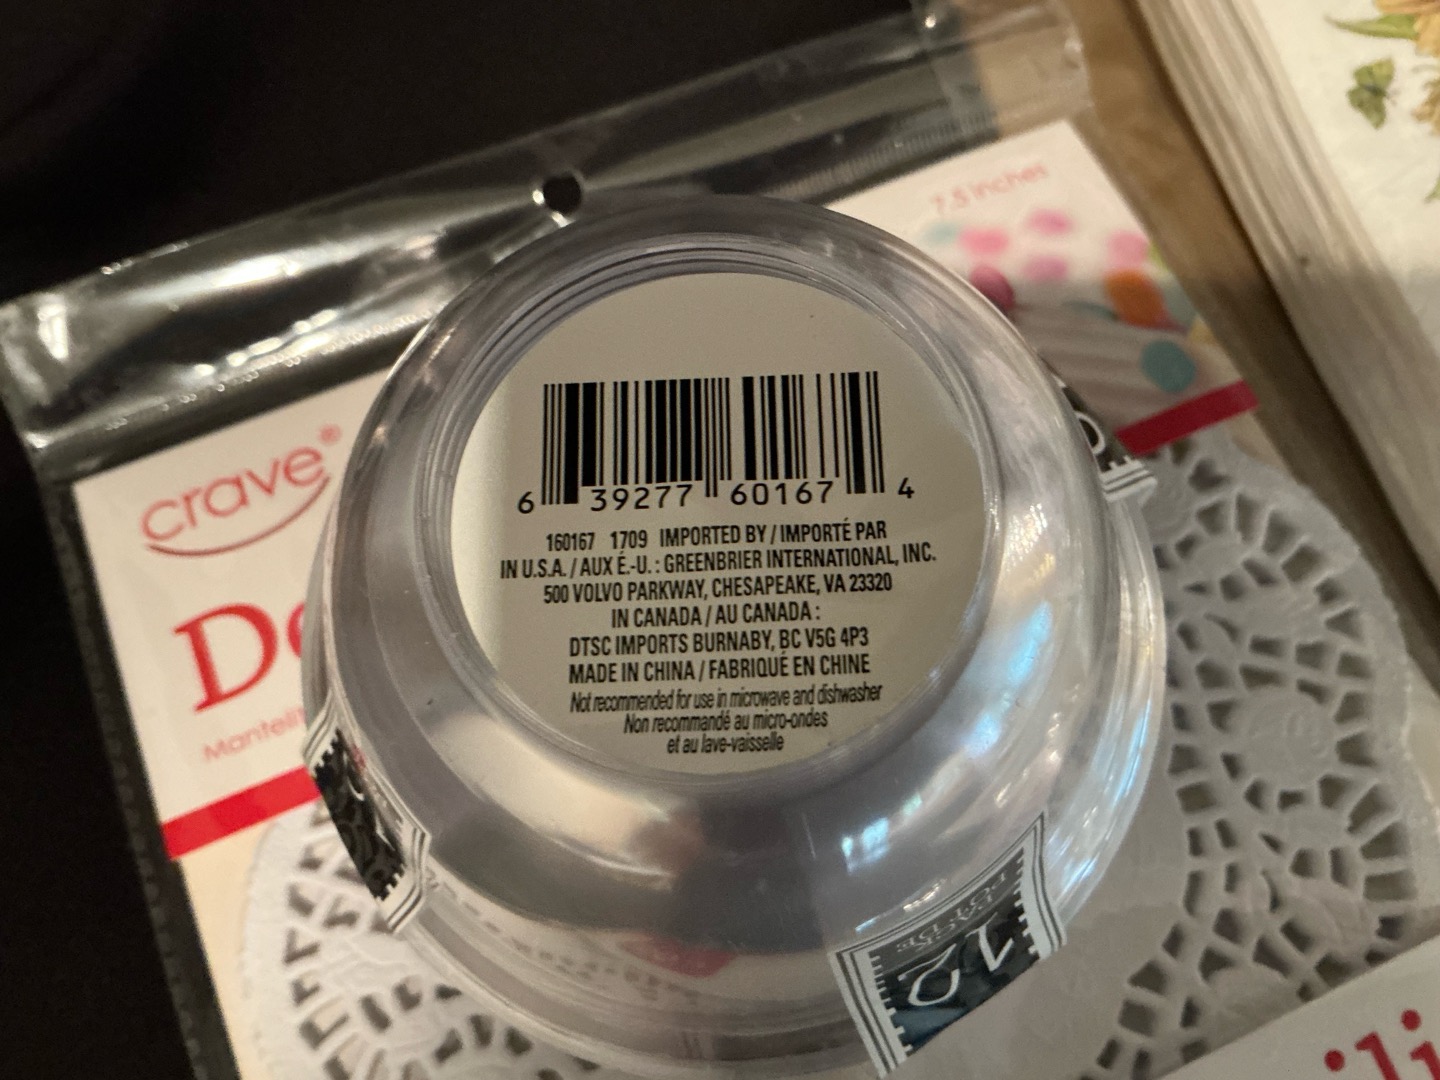 7.5 inches
crave®
6 39277 60167 4
160167 1709 IMPORTED BY / IMPORTÉ PAR
IN U.S.A. / AUX É.-U. : GREENBRIER INTERNATIONAL, INC.
500 VOLVO PARKWAY, CHESAPEAKE, VA 23320
IN CANADA / AU CANADA :
DTSC IMPORTS BURNABY, BC V5G 4P3
MADE IN CHINA / FABRIQUÉ EN CHINE
Not recommended for use in microwave and dishwasher
Non recommandé au micro-ondes
et au lave-vaisselle
12
PACK